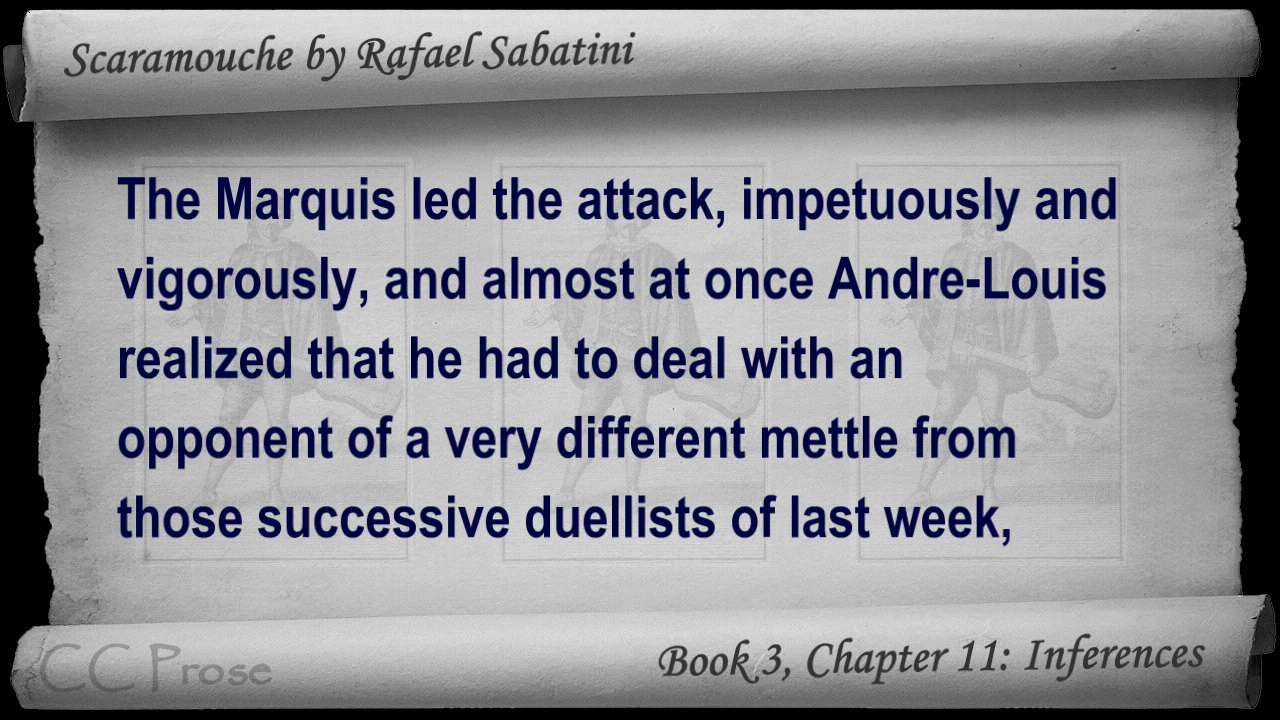 Scaramouche by Rafael Sabatini
The Marquis led the attack, impetuously and
vigorously, and almost at once Andre-Louis
realized that he had to deal with an
opponent of a very different mettle from
those successive duellists of last week,
CC Prose
Book 3, Chapter 11: Inferences